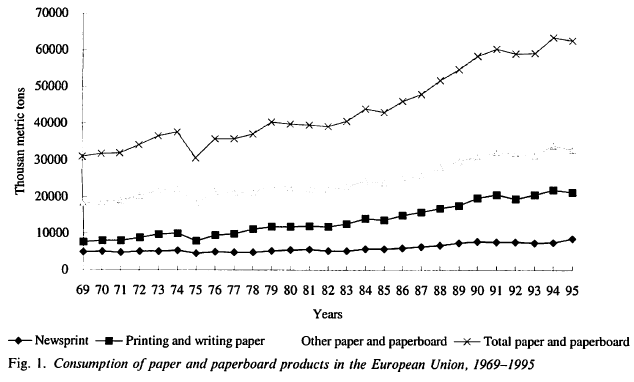 70000
60000
50000
40000
30000
20000
10000
0
Thousan metric tons
69 70 71 72 73 74 75 76 77 78 79 80 81 82 83 84 85 86 87 88 89 90 91 92 93 94 95
Years
Newsprint Printing and writing paper Other paper and paperboard Total paper and paperboard
Fig. 1. Consumption of paper and paperboard products in the European Union, 1969–1995